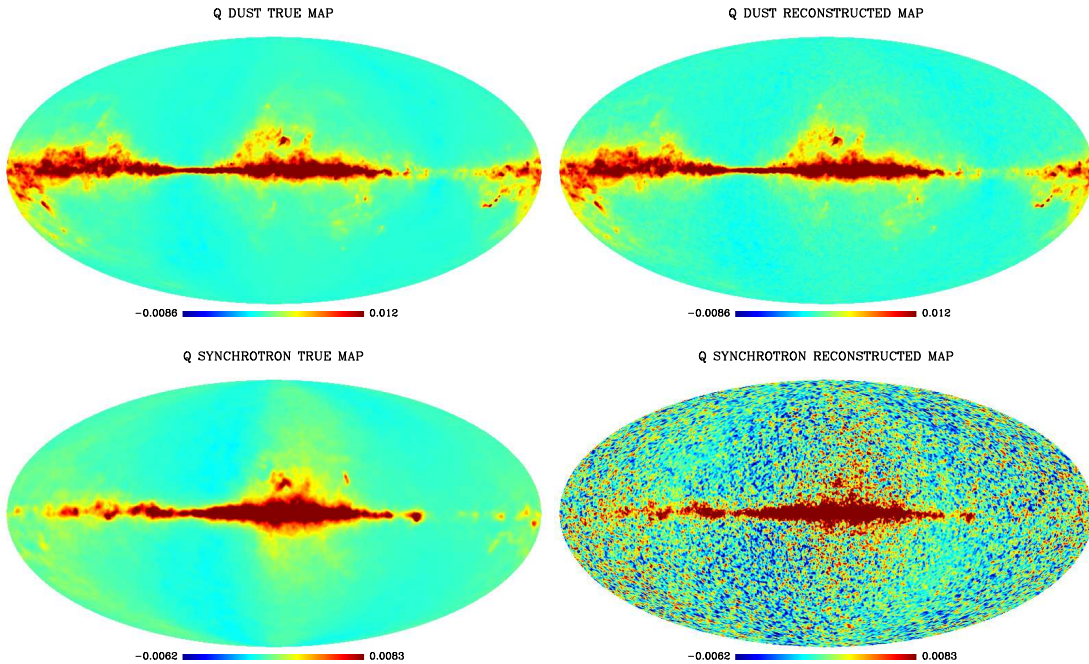 Q DUST TRUE MAP
Q DUST RECONSTRUCTED MAP
-0.0086 0.012
-0.0086 0.012
Q SYNCHROTRON TRUE MAP
Q SYNCHROTRON RECONSTRUCTED MAP
-0.0062 0.0083
-0.0062 0.0083